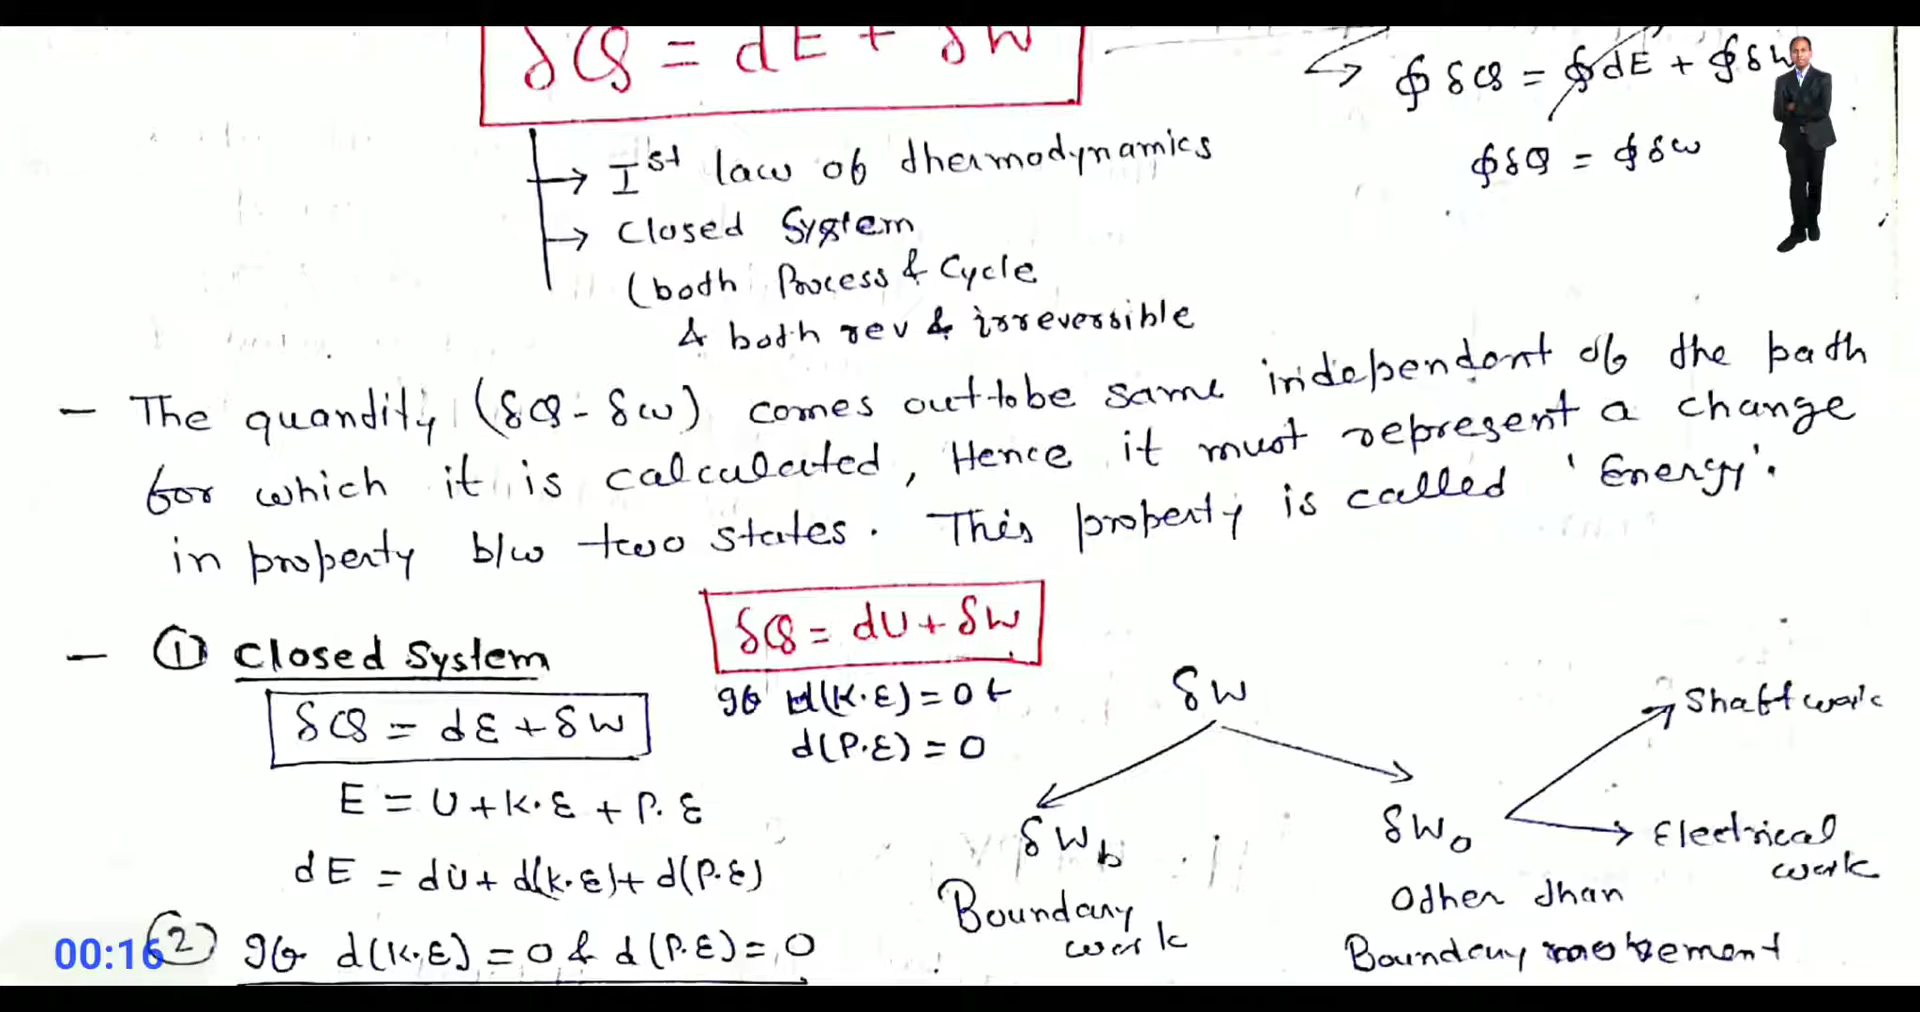 δQ = dE + δW
∮δQ = ∮dE + ∮δW
∮δQ = ∮δw
→ Ist law of thermodynamics
→ Closed System
(both Process & Cycle
& both rev & irreversible
- The quantity (δQ - δw) comes out to be same independent of the path
for which it is calculated, Hence it must represent a change
in property b/w two states. This property is called 'Energy'.
- ① Closed System
δQ = dU + δW
δQ = dE + δW
If d(K.E) = 0 &
d(P.E) = 0
E = U + K.E + P.E
dE = dU + d(K.E) + d(P.E)
② If d(K.E) = 0 & d(P.E) = 0
δW
δWb
Boundary
work
δWo
Other than
Boundary movement
Shaft work
Electrical
work
00:16